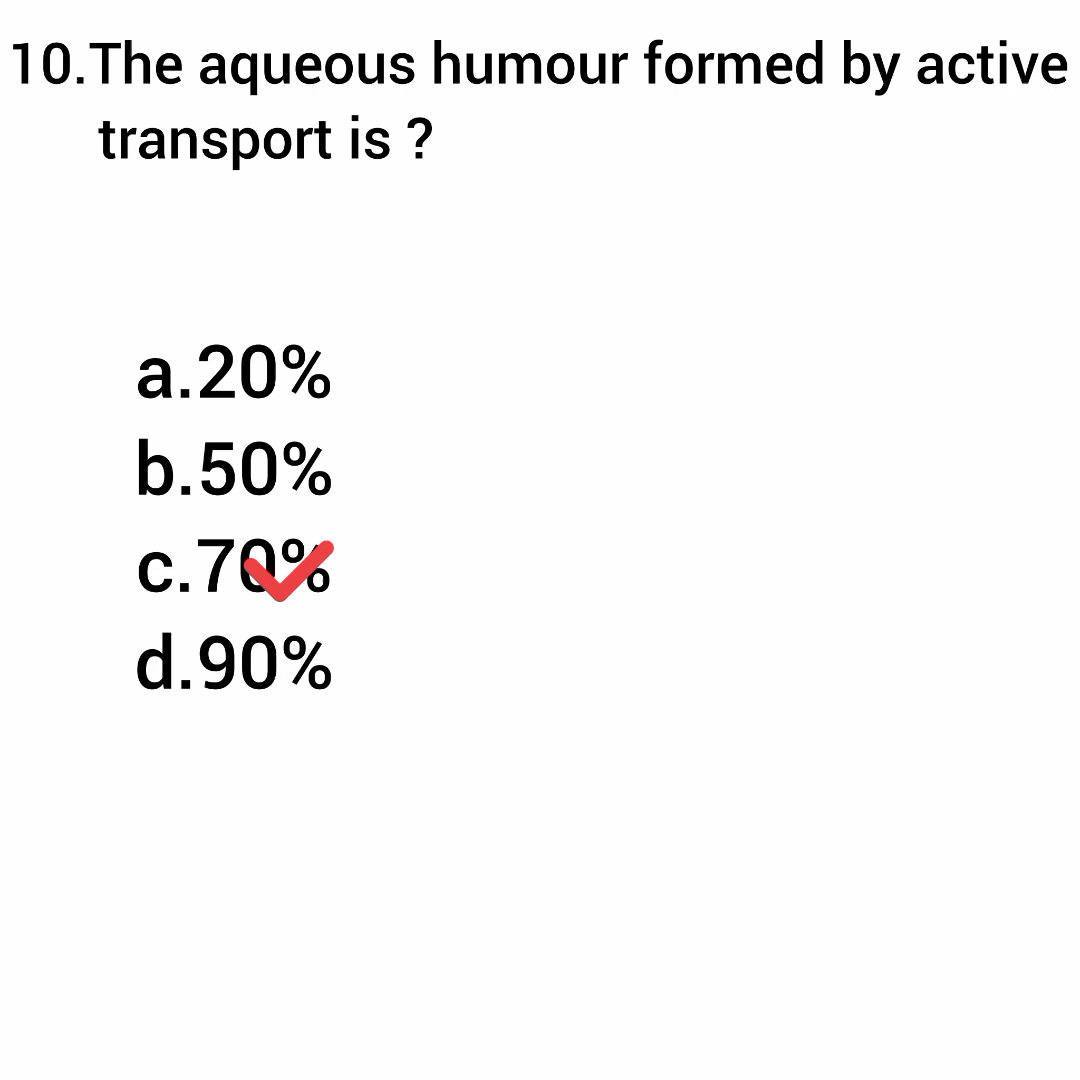 10.The aqueous humour formed by active
transport is ?
a.20%
b.50%
c.70%
d.90%